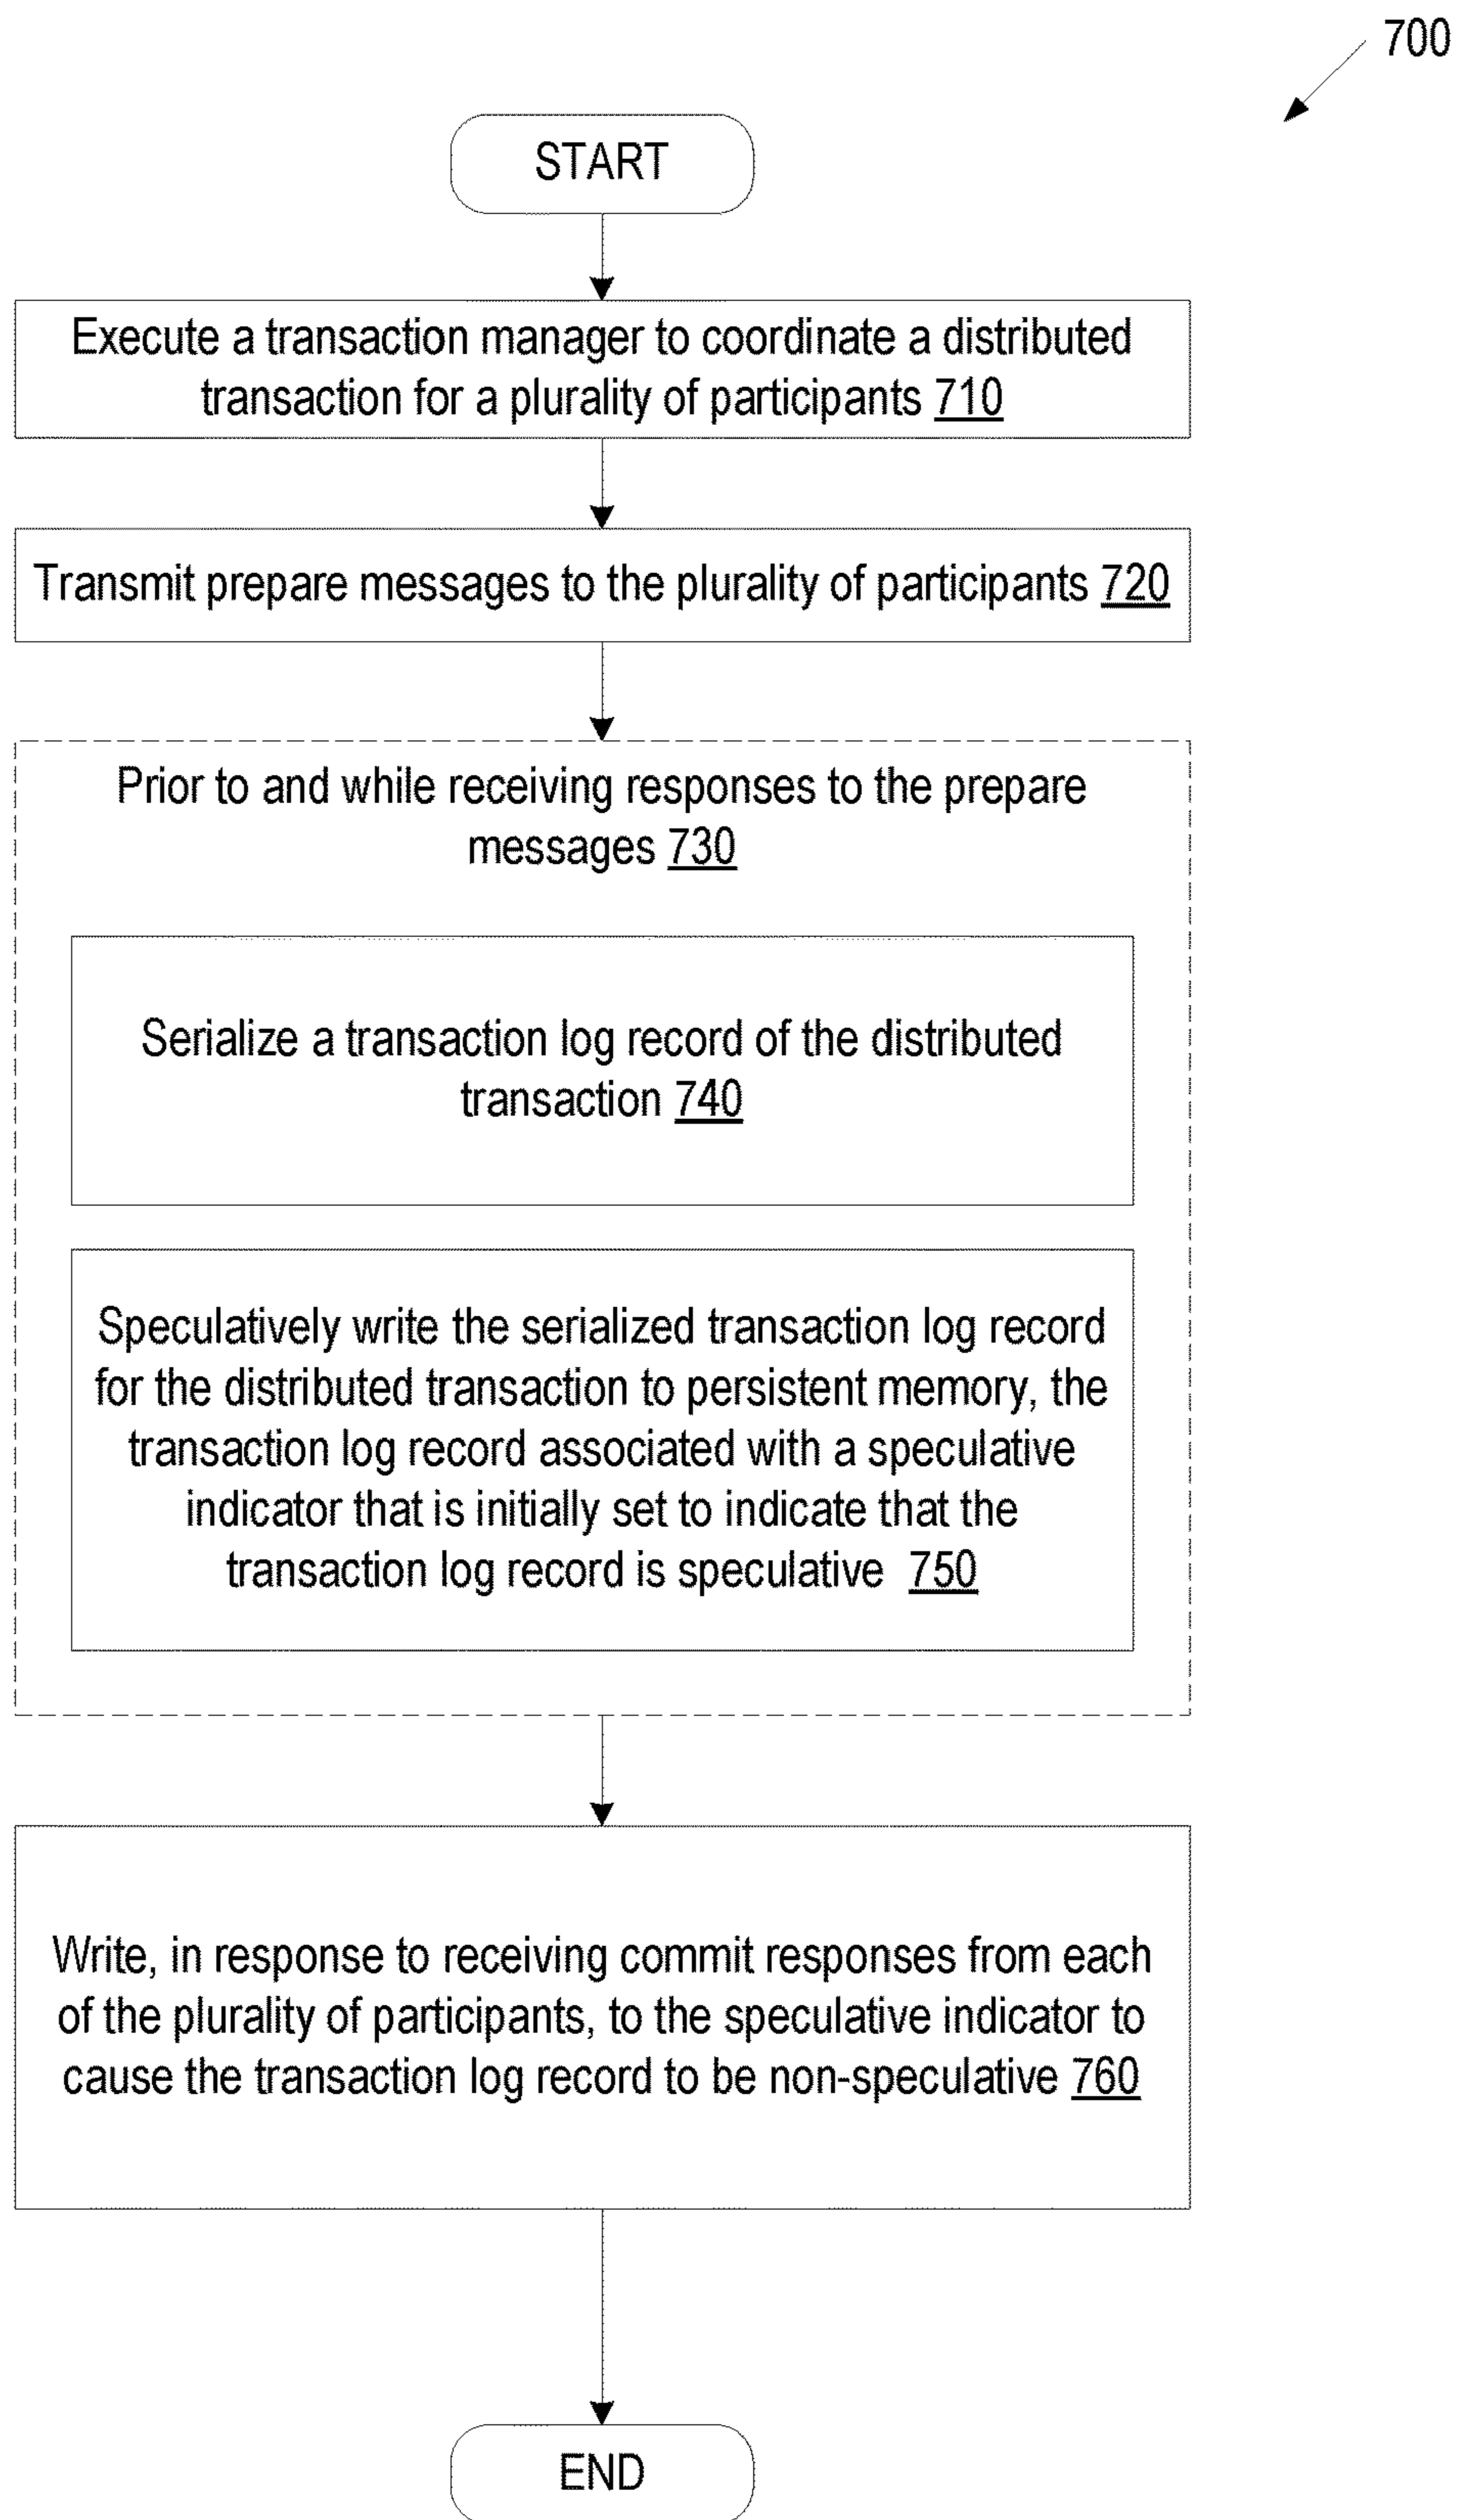 700
START
Execute a transaction manager to coordinate a distributed
transaction for a plurality of participants 710
Transmit prepare messages to the plurality of participants 720
Prior to and while receiving responses to the prepare
messages 730
Serialize a transaction log record of the distributed
transaction 740
Speculatively write the serialized transaction log record
for the distributed transaction to persistent memory, the
transaction log record associated with a speculative
indicator that is initially set to indicate that the
transaction log record is speculative 750
Write, in response to receiving commit responses from each
of the plurality of participants, to the speculative indicator to
cause the transaction log record to be non-speculative 760
END